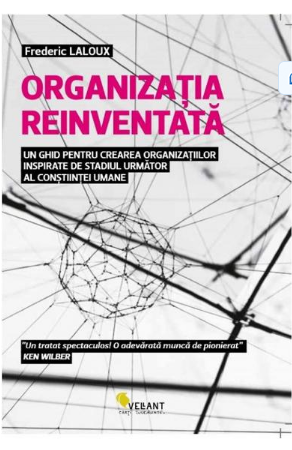 Frederic LALOUX
ORGANIZAȚIA
REINVENTATĂ
UN GHID PENTRU CREAREA ORGANIZAȚIILOR
INSPIRATE DE STADIUL URMĂTOR
AL CONȘTIINȚEI UMANE
"Un tratat spectaculos! O adevărată muncă de pionierat"
KEN WILBER
VELLANT